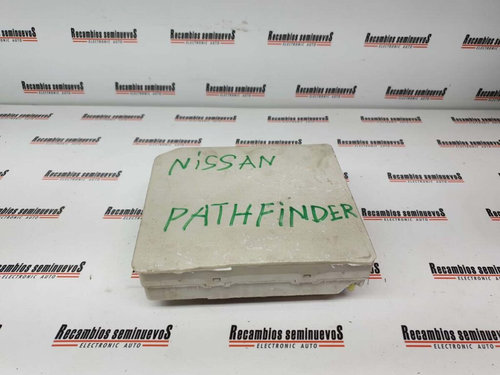 NiSSAN
PATHFiNDER
Recambios seminuevoS
ELECTRONIC AUTO